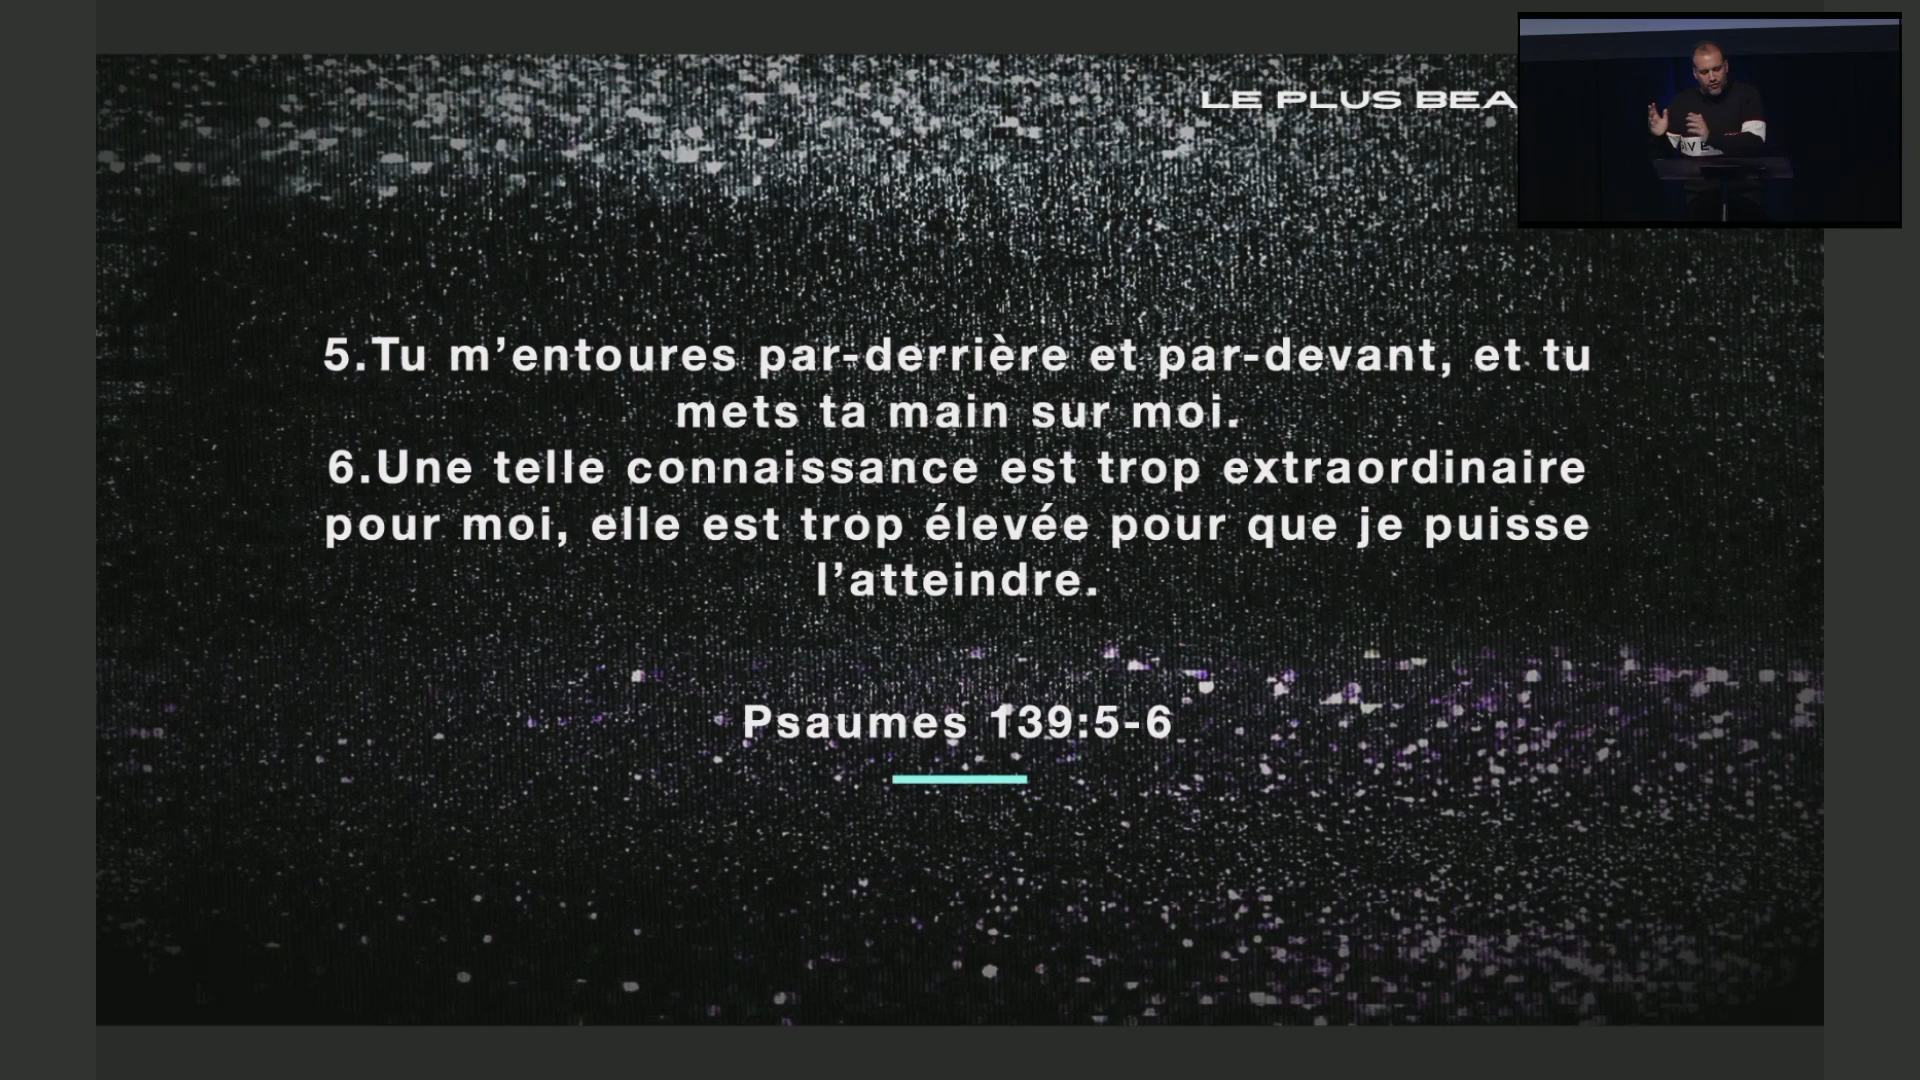 LE PLUS BEA
5.Tu m’entoures par-derrière et par-devant, et tu
mets ta main sur moi.
6.Une telle connaissance est trop extraordinaire
pour moi, elle est trop élevée pour que je puisse
l’atteindre.
Psaumes 139:5-6